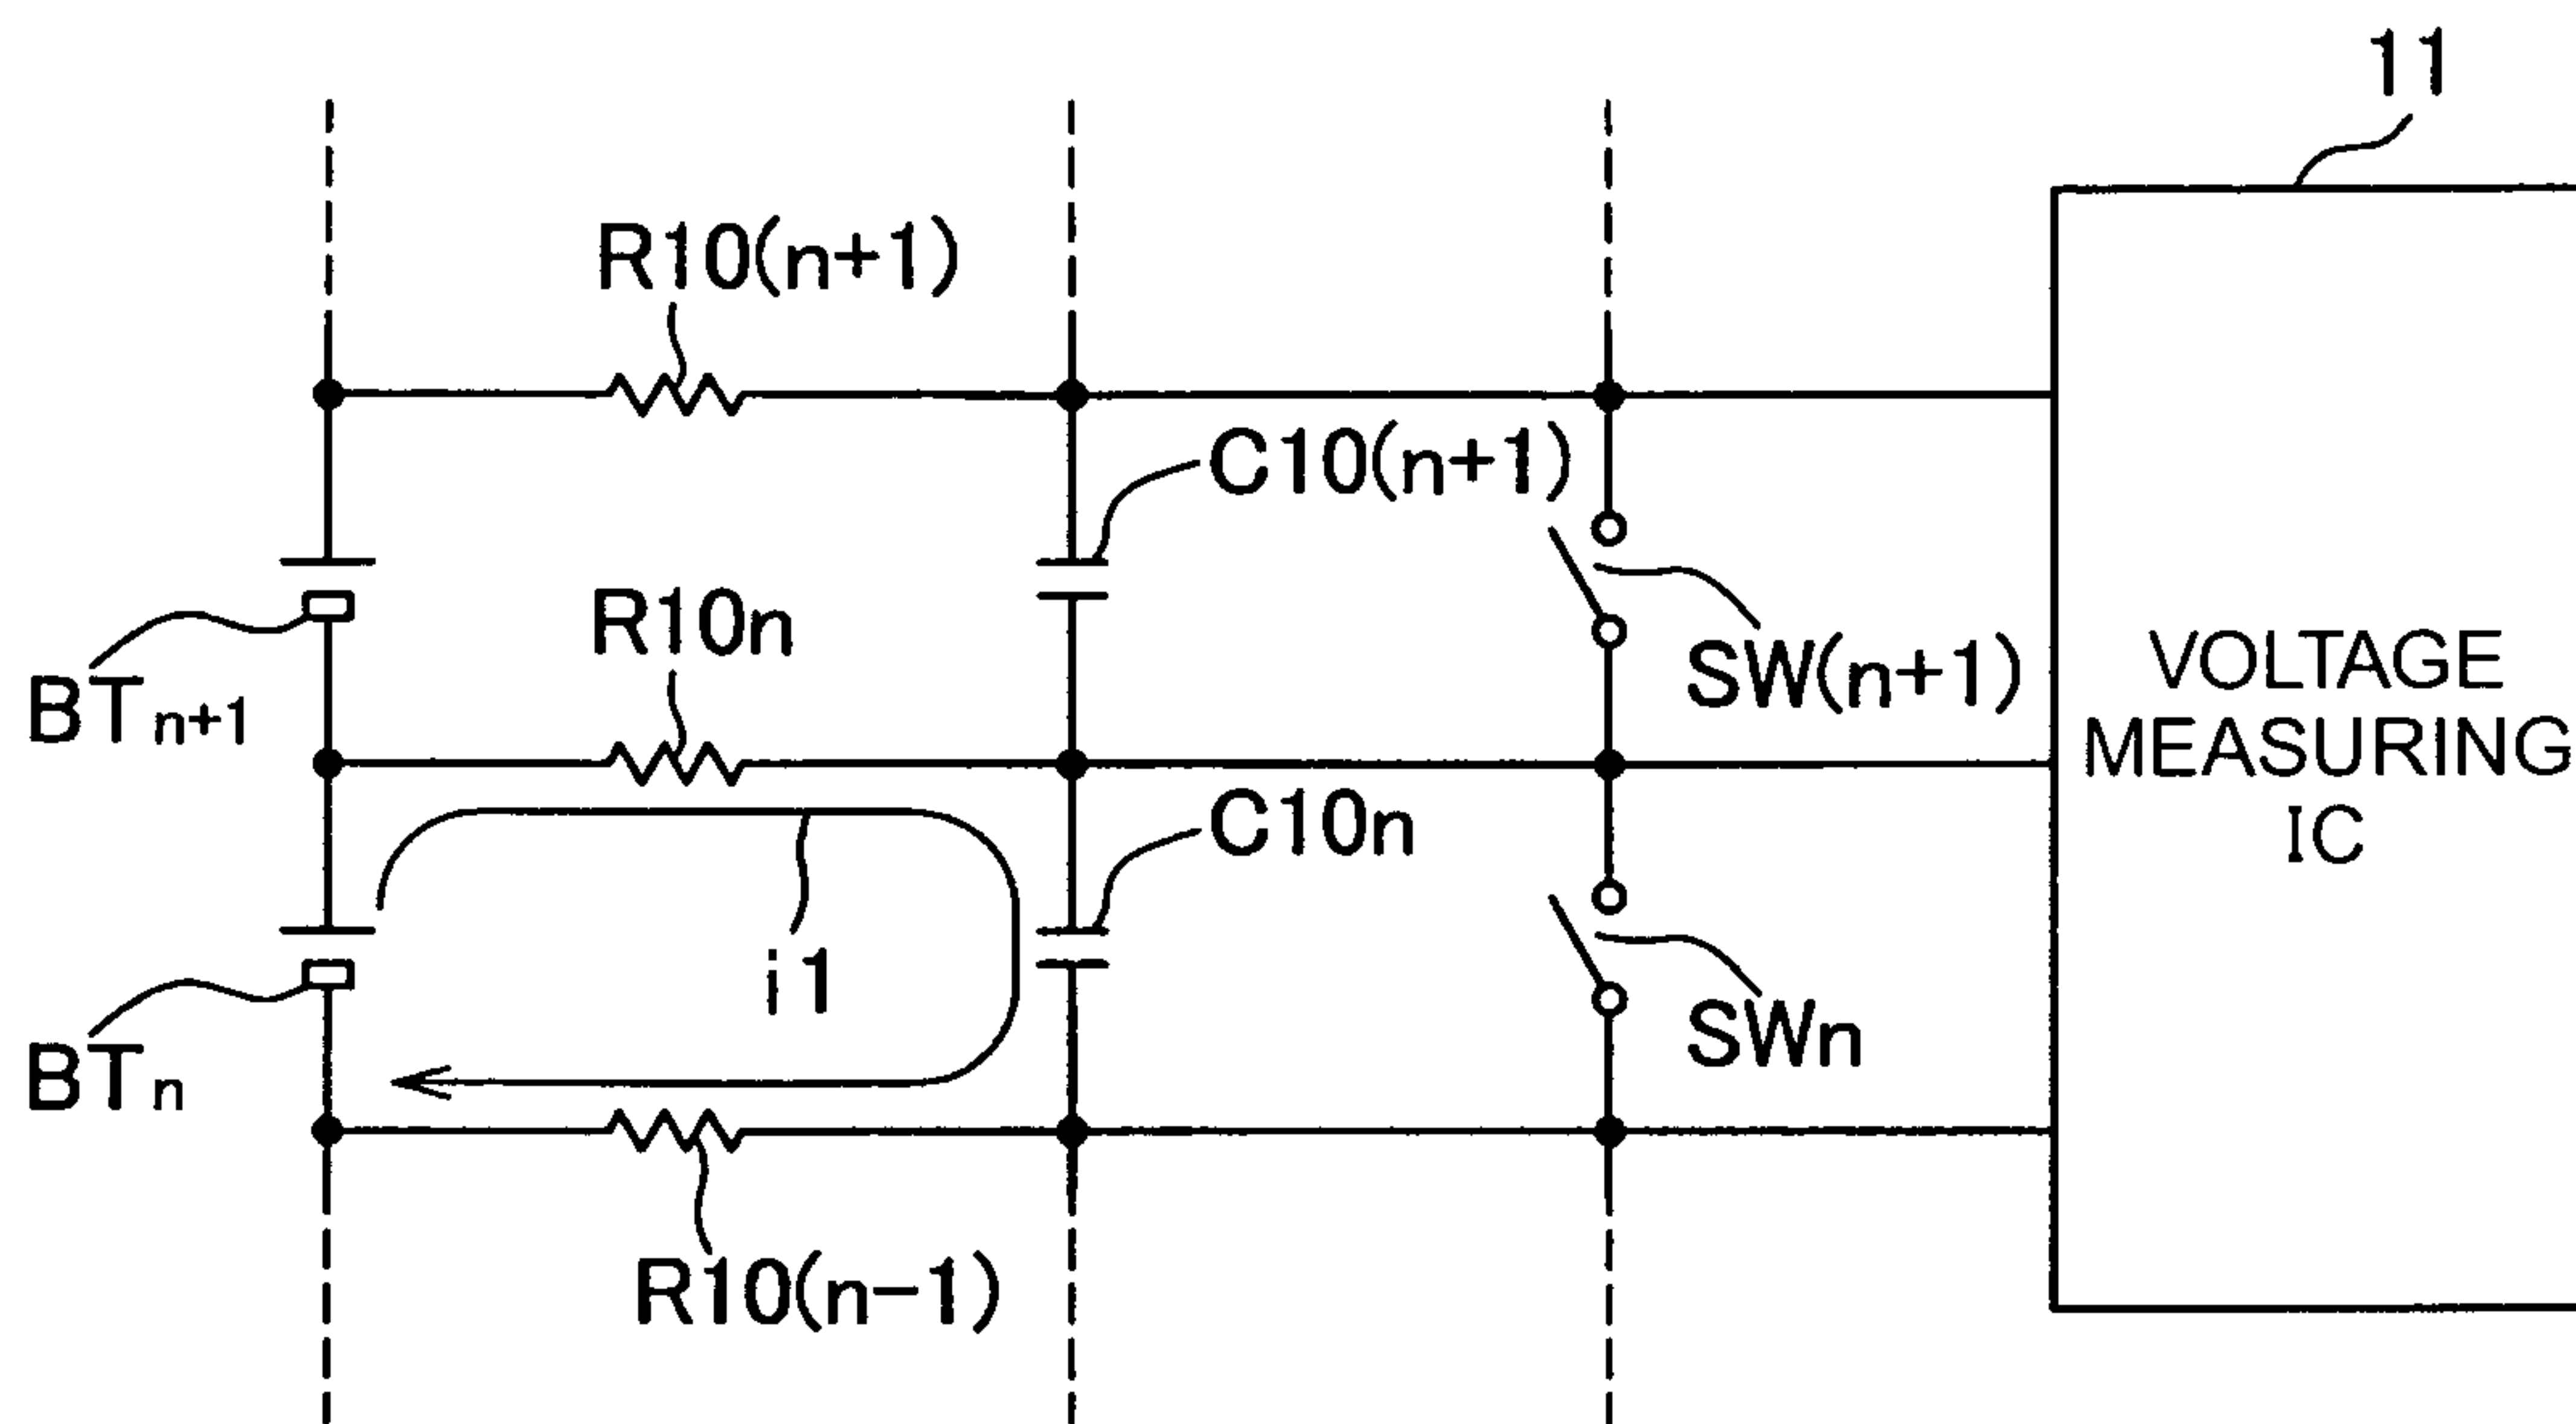 11
R10(n+1)
C10(n+1)
R10n
SW(n+1)
BTn+1
VOLTAGE
MEASURING
IC
C10n
i1
SWn
BTn
R10(n-1)